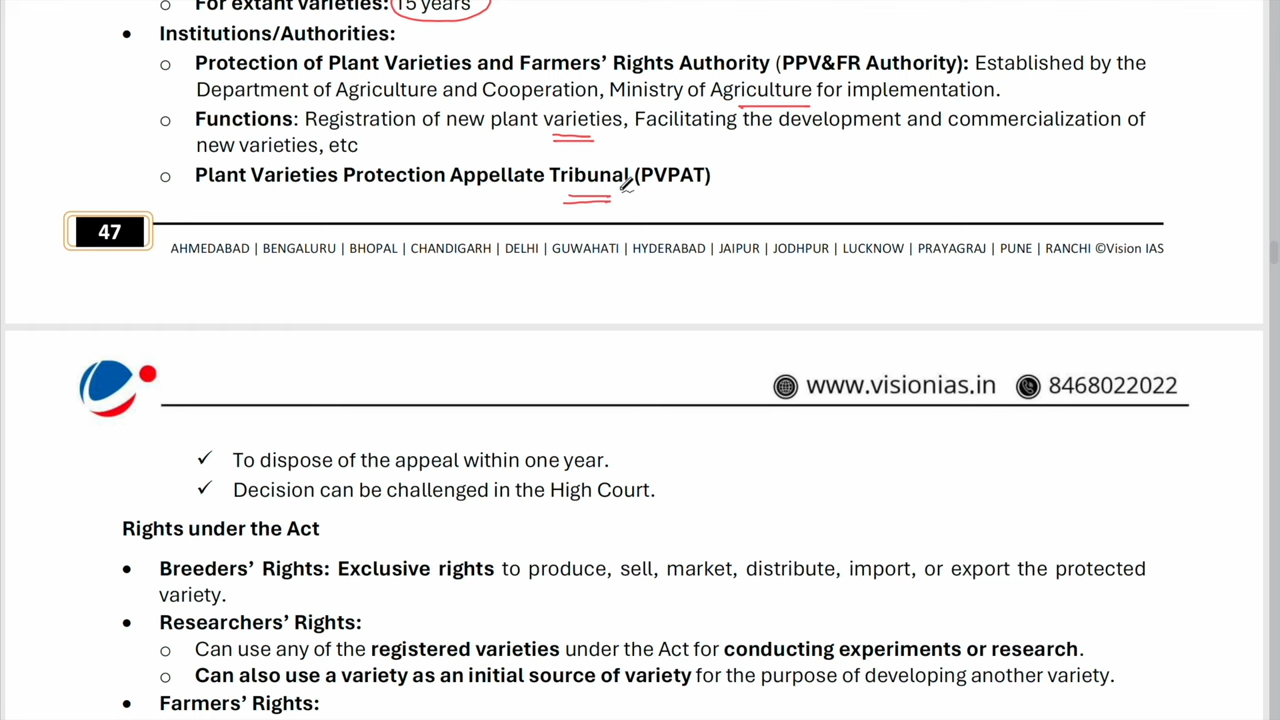 o For extant varieties: 15 years
• Institutions/Authorities:
o Protection of Plant Varieties and Farmers’ Rights Authority (PPV&FR Authority): Established by the
Department of Agriculture and Cooperation, Ministry of Agriculture for implementation.
o Functions: Registration of new plant varieties, Facilitating the development and commercialization of
new varieties, etc
o Plant Varieties Protection Appellate Tribunal (PVPAT)
47
AHMEDABAD | BENGALURU | BHOPAL | CHANDIGARH | DELHI | GUWAHATI | HYDERABAD | JAIPUR | JODHPUR | LUCKNOW | PRAYAGRAJ | PUNE | RANCHI ©Vision IAS
www.visionias.in 8468022022
✓ To dispose of the appeal within one year.
✓ Decision can be challenged in the High Court.
Rights under the Act
• Breeders’ Rights: Exclusive rights to produce, sell, market, distribute, import, or export the protected
variety.
• Researchers’ Rights:
o Can use any of the registered varieties under the Act for conducting experiments or research.
o Can also use a variety as an initial source of variety for the purpose of developing another variety.
• Farmers’ Rights: